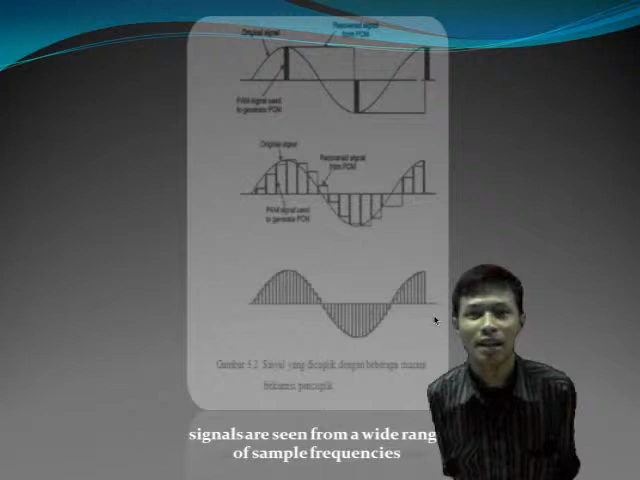 Original signal
Recovered signal
from PCM
PAM signal used
to generate PCM
Original signal
Recovered signal
from PCM
PAM signal used
to generate PCM
Gambar 5.2 Sinyal yang dicuplik dengan beberapa macam
frekuensi pencuplik
signals are seen from a wide rang
of sample frequencies